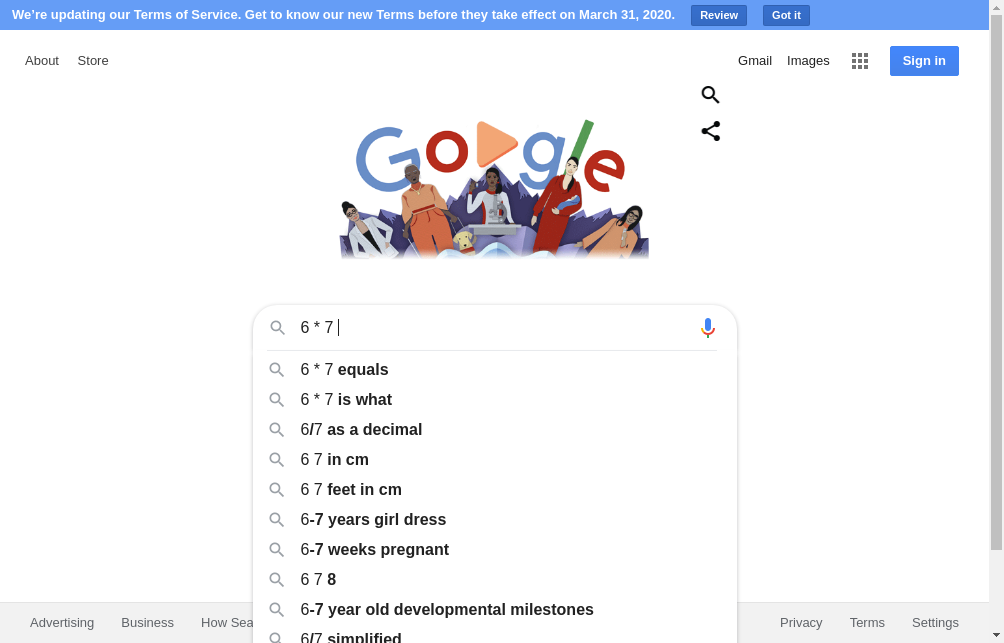 We're updating our Terms of Service. Get to know our new Terms before they take effect on March 31, 2020. Review Got it
About Store Gmail Images Sign in
Google
6 * 7
6 * 7 equals
6 * 7 is what
6/7 as a decimal
6 7 in cm
6 7 feet in cm
6-7 years girl dress
6-7 weeks pregnant
6 7 8
6-7 year old developmental milestones
Advertising Business How Sea Privacy Terms Settings
6/7 simplified